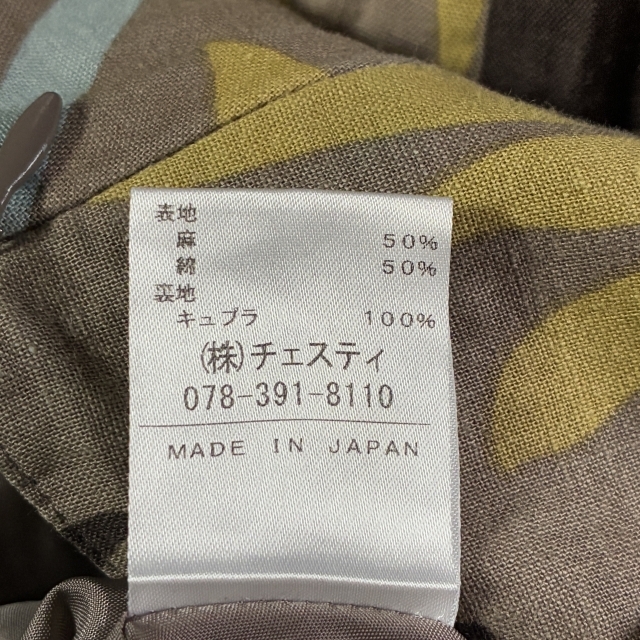 表地
麻 50%
綿 50%
裏地
キュプラ 100%
(株)チェスティ
078-391-8110
MADE IN JAPAN